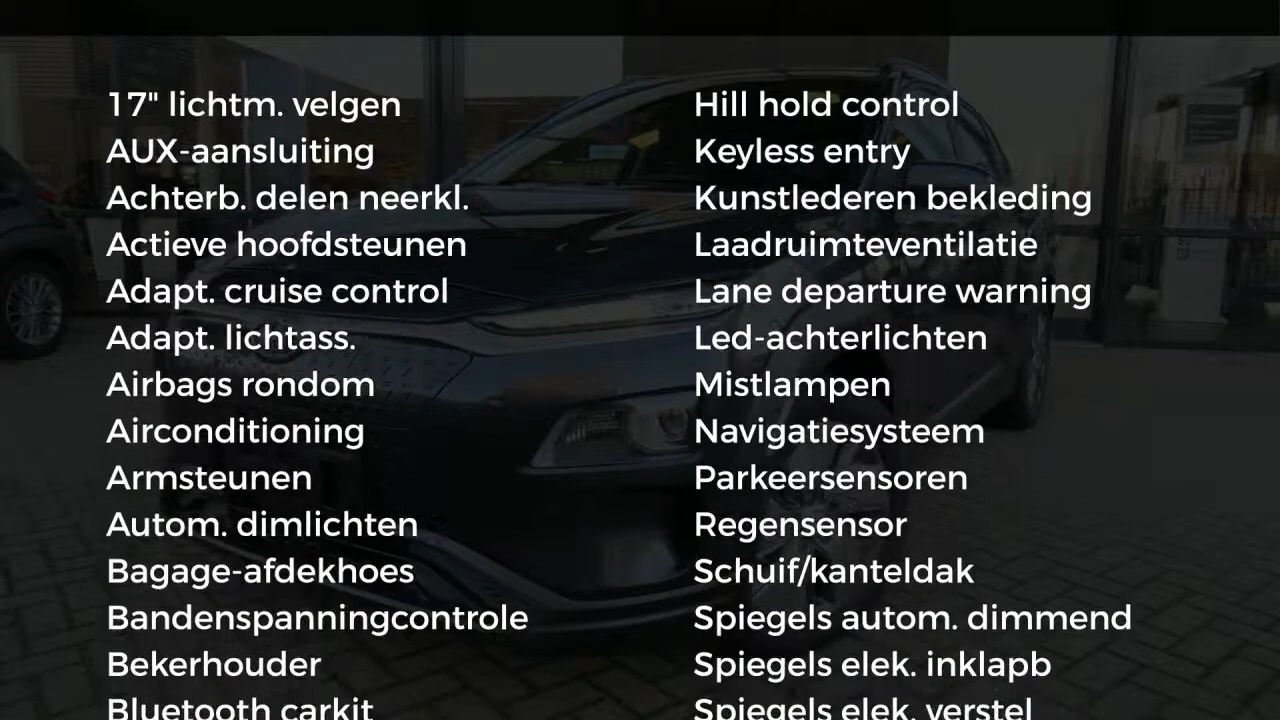 17" lichtm. velgen
AUX-aansluiting
Achterb. delen neerkl.
Actieve hoofdsteunen
Adapt. cruise control
Adapt. lichtass.
Airbags rondom
Airconditioning
Armsteunen
Autom. dimlichten
Bagage-afdekhoes
Bandenspanningcontrole
Bekerhouder
Bluetooth carkit
Hill hold control
Keyless entry
Kunstlederen bekleding
Laadruimteventilatie
Lane departure warning
Led-achterlichten
Mistlampen
Navigatiesysteem
Parkeersensoren
Regensensor
Schuif/kanteldak
Spiegels autom. dimmend
Spiegels elek. inklapb
Spiegels elek. verstel